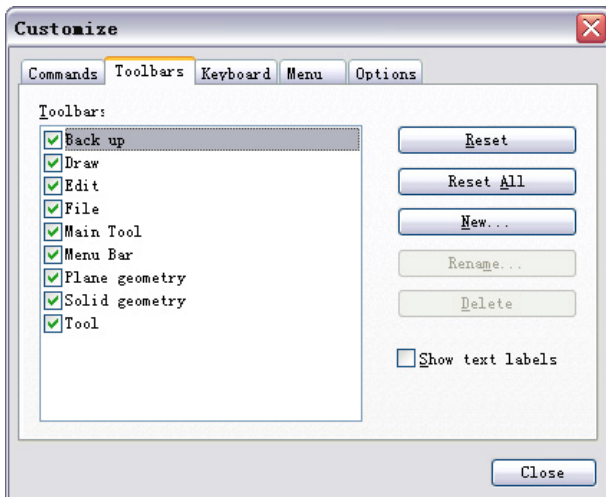 Customize
Commands Toolbars Keyboard Menu Options
Toolbars
Back up
Draw
Edit
File
Main Tool
Menu Bar
Plane geometry
Solid geometry
Tool
Reset
Reset All
New...
Rename...
Delete
Show text labels
Close